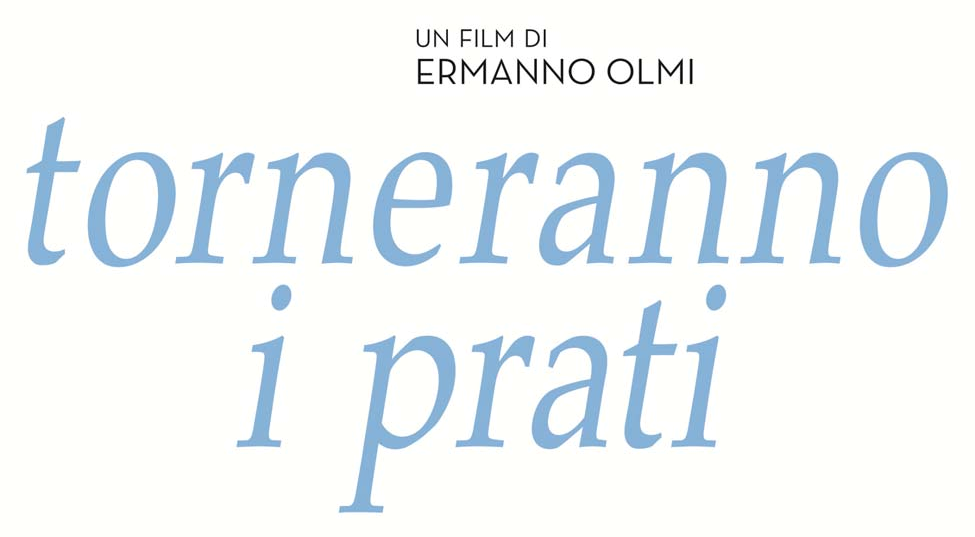 UN FILM DI
ERMANNO OLMI
torneranno
i prati